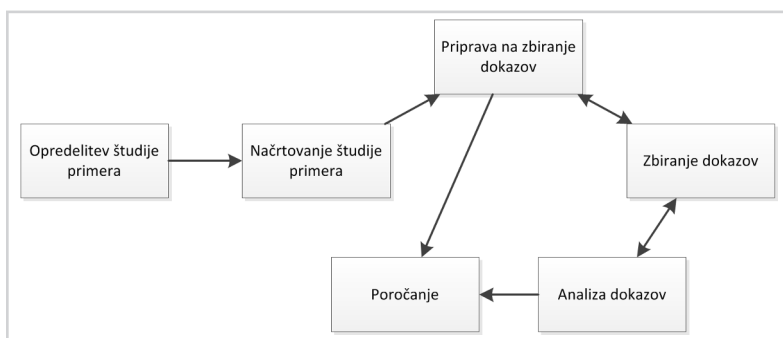 Priprava na zbiranje
dokazov
Opredelitev študije
primera
Načrtovanje študije
primera
Zbiranje dokazov
Poročanje
Analiza dokazov